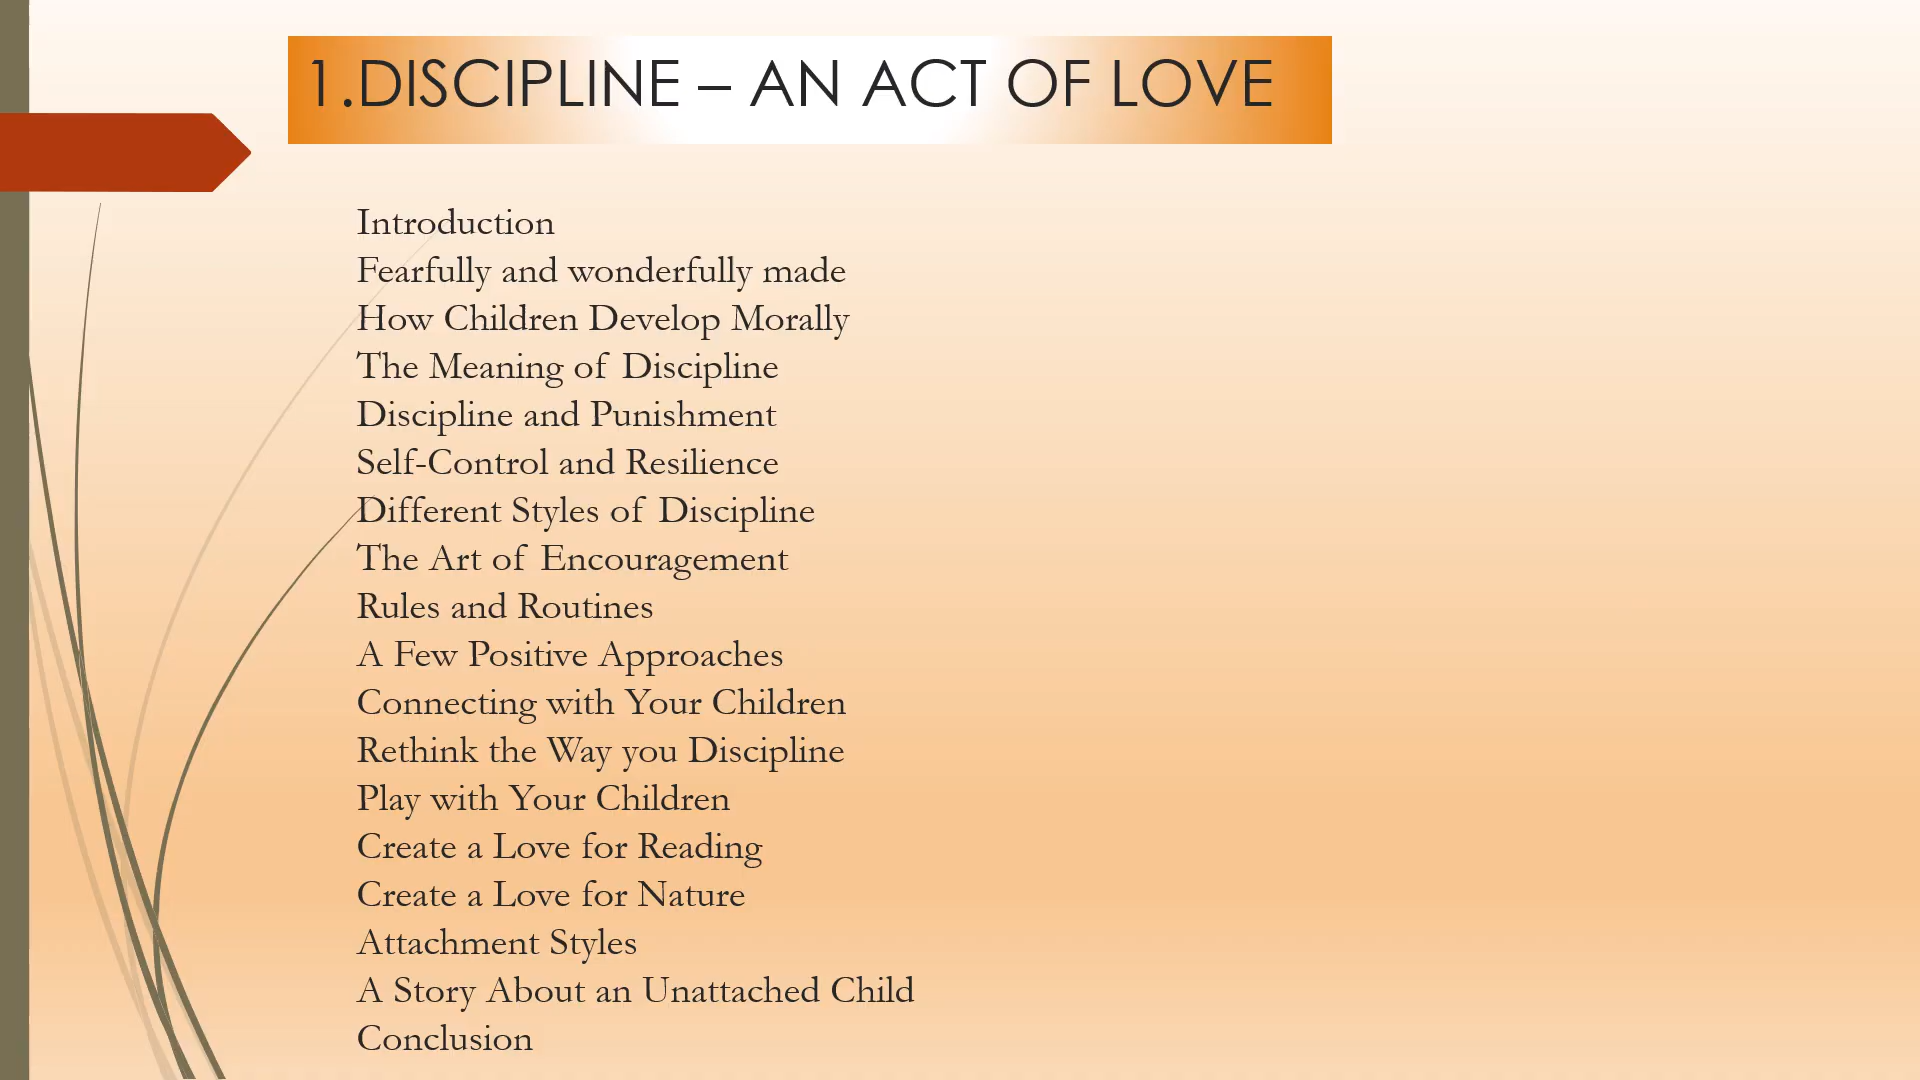 1.DISCIPLINE – AN ACT OF LOVE
Introduction
Fearfully and wonderfully made
How Children Develop Morally
The Meaning of Discipline
Discipline and Punishment
Self-Control and Resilience
Different Styles of Discipline
The Art of Encouragement
Rules and Routines
A Few Positive Approaches
Connecting with Your Children
Rethink the Way you Discipline
Play with Your Children
Create a Love for Reading
Create a Love for Nature
Attachment Styles
A Story About an Unattached Child
Conclusion